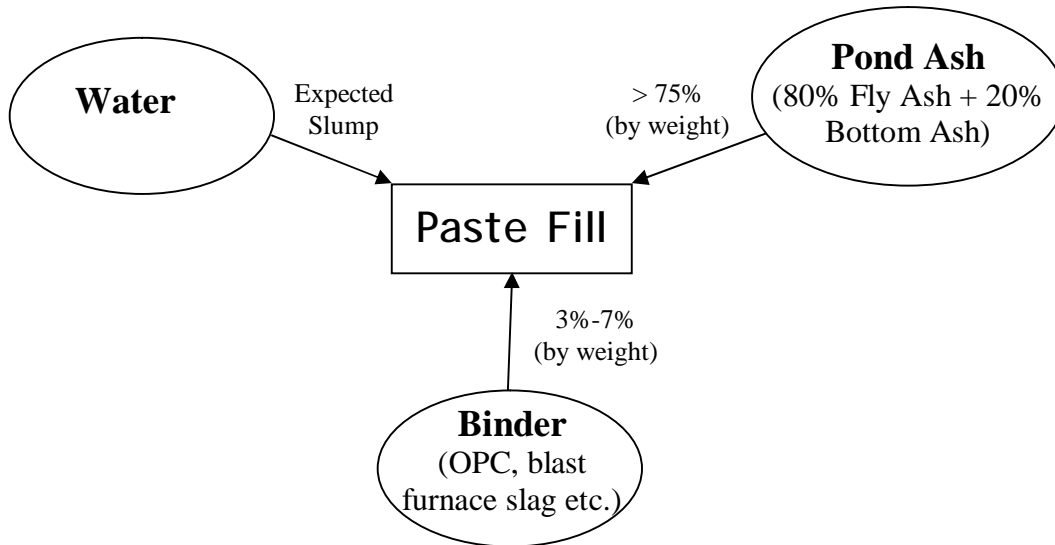 Water
Expected
Slump
> 75%
(by weight)
Pond Ash
(80% Fly Ash + 20%
Bottom Ash)
Paste Fill
3%-7%
(by weight)
Binder
(OPC, blast
furnace slag etc.)